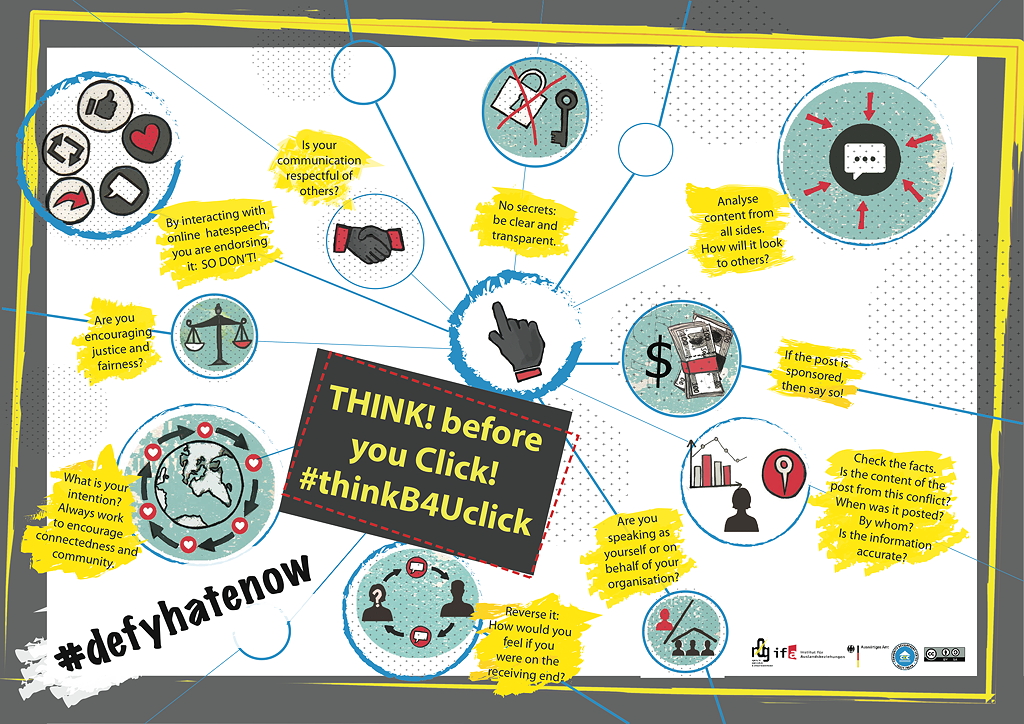 Is your
communication
respectful of
others?
By interacting with
online hatespeech,
you are endorsing
it: SO DON'T!
No secrets:
be clear and
transparent.
Analyse
content from
all sides.
How will it look
to others?
Are you
encouraging
justice and
fairness?
$
If the post is
sponsored,
then say so!
THINK! before
you Click!
#thinkB4Uclick
What is your
intention?
Always work
to encourage
connectedness and
community.
Check the facts.
Is the content of the
post from this conflict?
When was it posted?
By whom?
Is the information
accurate?
Are you
speaking as
yourself or on
behalf of your
organisation?
#defyhatenow
?
Reverse it:
How would you
feel if you
were on the
receiving end?
ifa
Institut für
Auslandsbeziehungen
Auswärtiges Amt